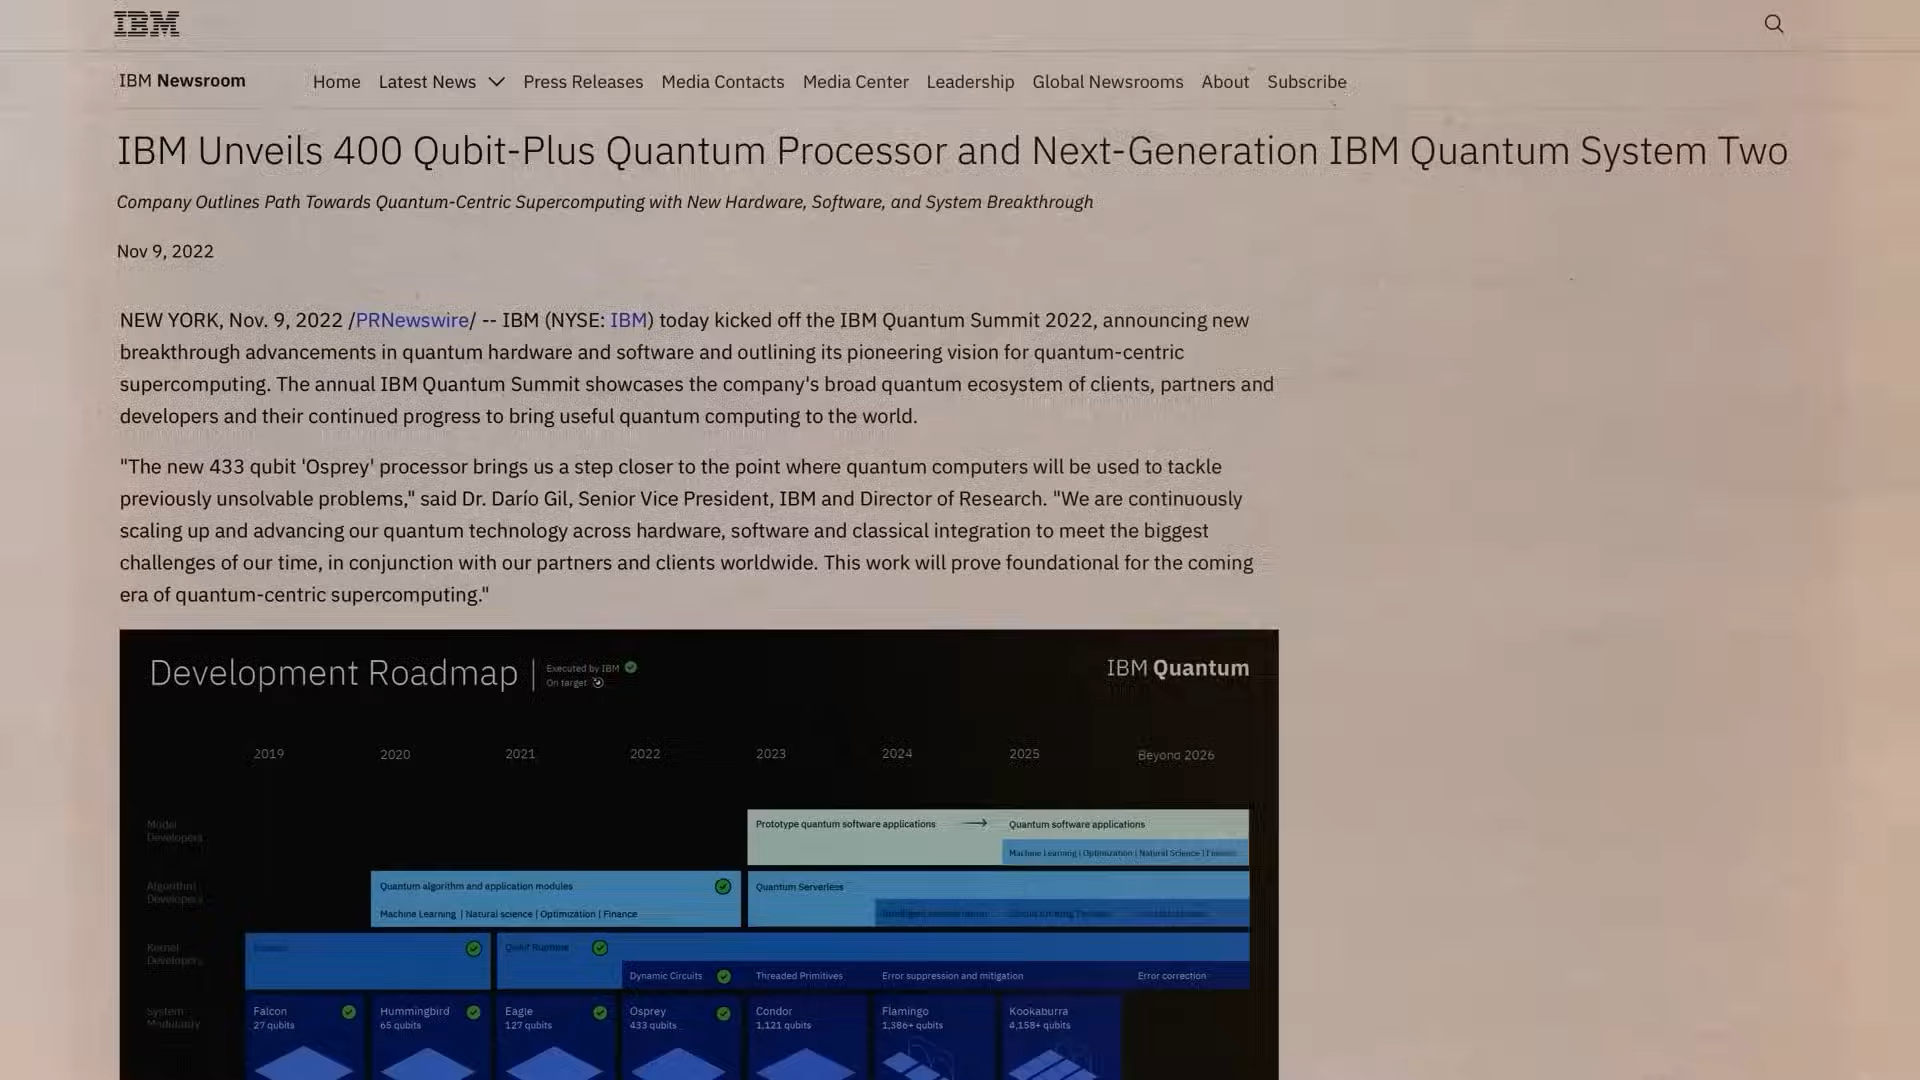 IBM
IBM Newsroom Home Latest News Press Releases Media Contacts Media Center Leadership Global Newsrooms About Subscribe
IBM Unveils 400 Qubit-Plus Quantum Processor and Next-Generation IBM Quantum System Two
Company Outlines Path Towards Quantum-Centric Supercomputing with New Hardware, Software, and System Breakthrough
Nov 9, 2022
NEW YORK, Nov. 9, 2022 /PRNewswire/ -- IBM (NYSE: IBM) today kicked off the IBM Quantum Summit 2022, announcing new
breakthrough advancements in quantum hardware and software and outlining its pioneering vision for quantum-centric
supercomputing. The annual IBM Quantum Summit showcases the company's broad quantum ecosystem of clients, partners and
developers and their continued progress to bring useful quantum computing to the world.
"The new 433 qubit 'Osprey' processor brings us a step closer to the point where quantum computers will be used to tackle
previously unsolvable problems," said Dr. Darío Gil, Senior Vice President, IBM and Director of Research. "We are continuously
scaling up and advancing our quantum technology across hardware, software and classical integration to meet the biggest
challenges of our time, in conjunction with our partners and clients worldwide. This work will prove foundational for the coming
era of quantum-centric supercomputing."
Development Roadmap | Executed by IBM
On target
IBM Quantum
2019 2020 2021 2022 2023 2024 2025 Beyond 2026
Model
Developers
Prototype quantum software applications → Quantum software applications
Machine Learning | Optimization | Natural Science | Finance
Algorithm
Developers
Quantum algorithm and application modules
Machine Learning | Natural science | Optimization | Finance
Quantum Serverless
Kernel
Developers
Qiskit Runtime
Dynamic Circuits Threaded Primitives Error suppression and mitigation Error correction
System
Modularity
Falcon
27 qubits
Hummingbird
65 qubits
Eagle
127 qubits
Osprey
433 qubits
Condor
1,121 qubits
Flamingo
1,386+ qubits
Kookaburra
4,158+ qubits